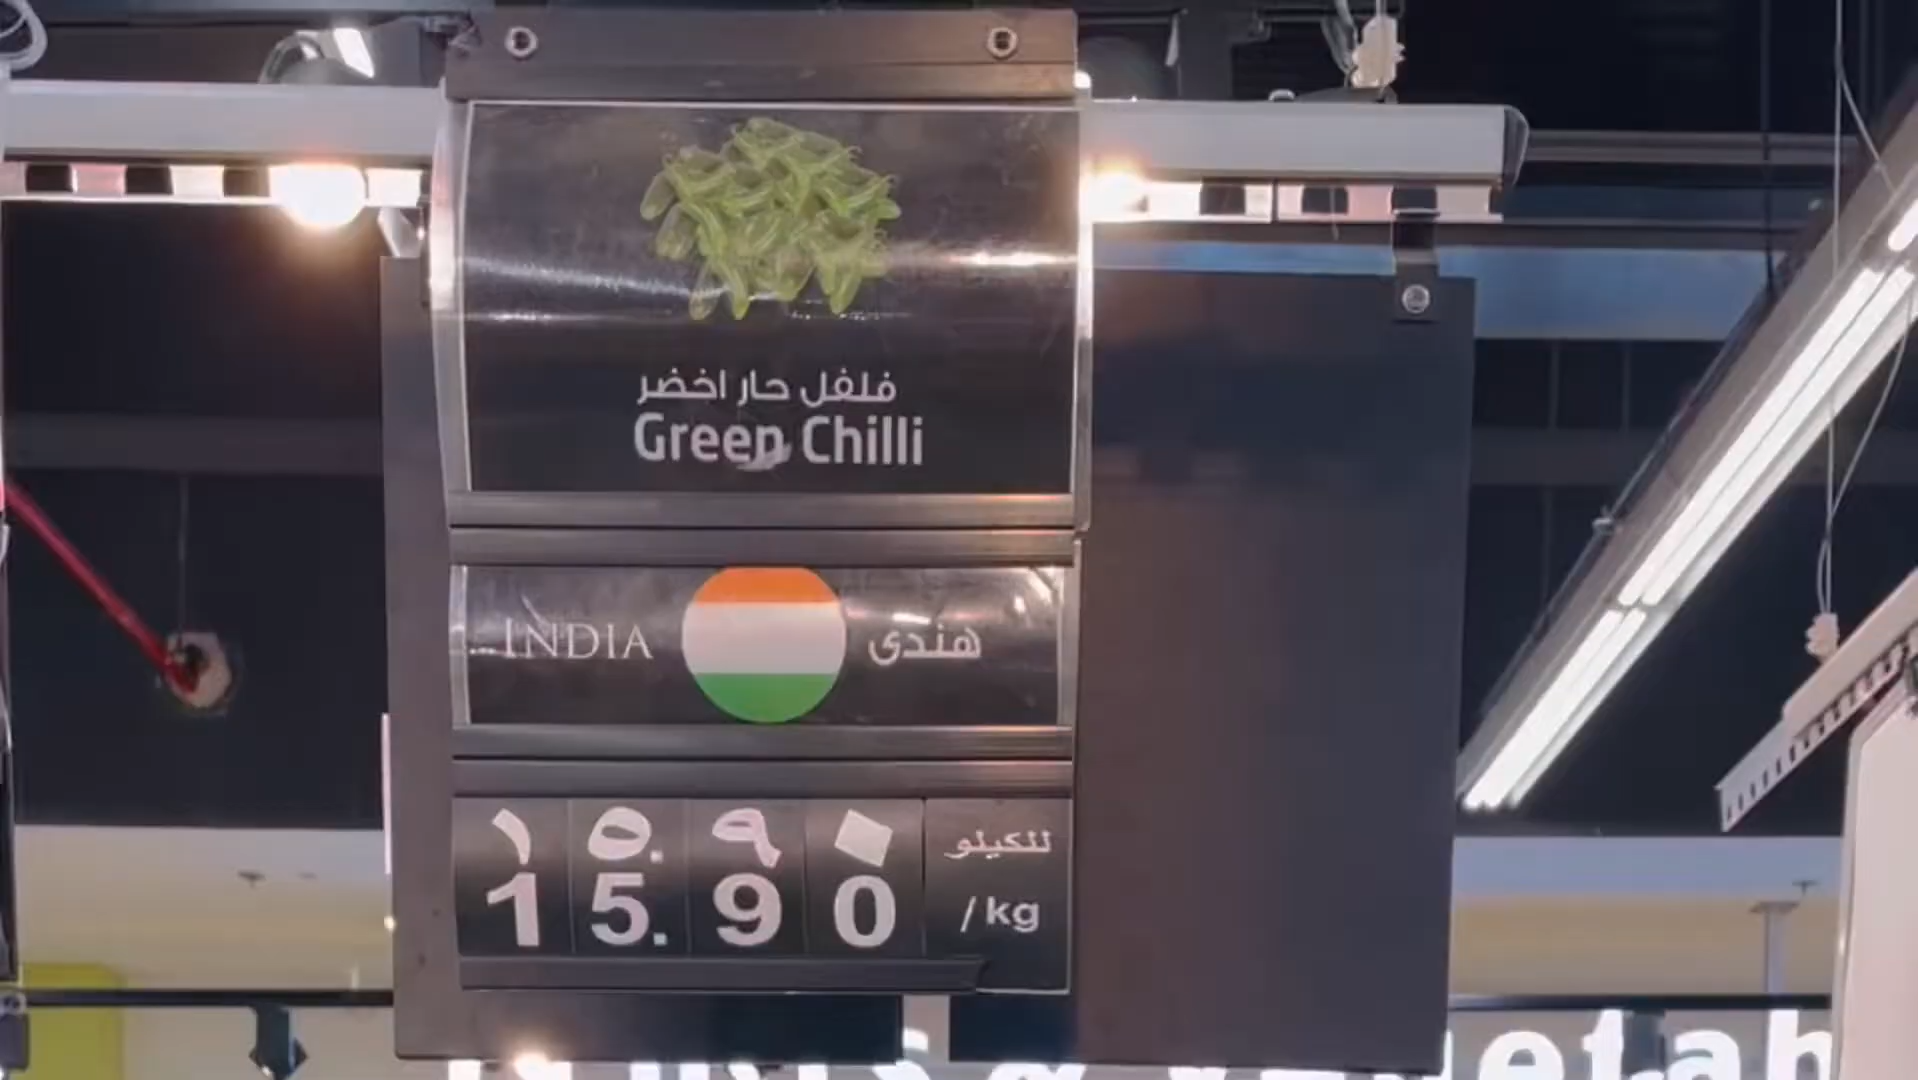 فلفل حار اخضر
Green Chilli
INDIA هندى
١٥.٩٠ للكيلو
15.90 /kg